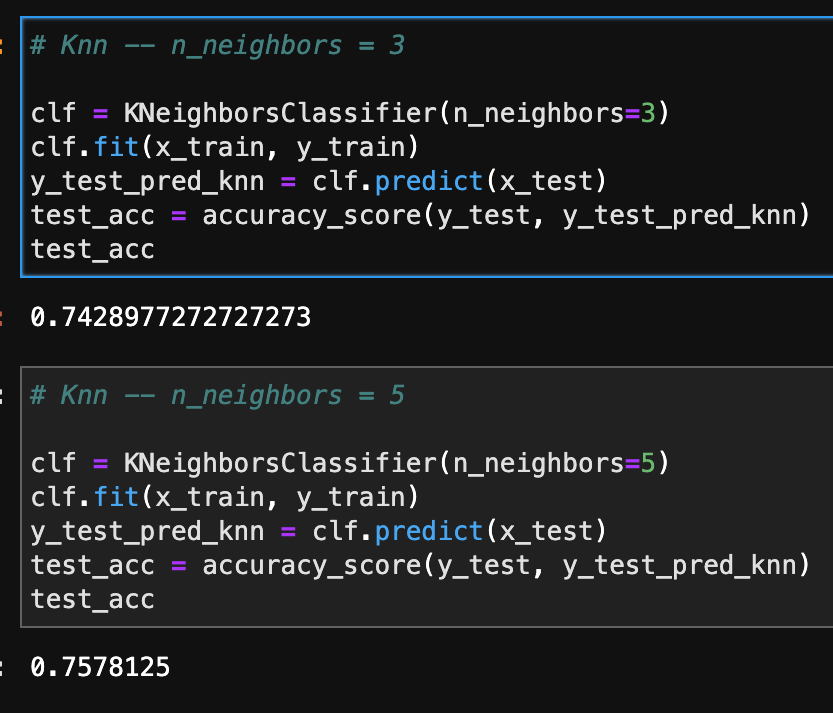 # Knn -- n_neighbors = 3
clf = KNeighborsClassifier(n_neighbors=3)
clf.fit(x_train, y_train)
y_test_pred_knn = clf.predict(x_test)
test_acc = accuracy_score(y_test, y_test_pred_knn)
test_acc
0.7428977272727273
# Knn -- n_neighbors = 5
clf = KNeighborsClassifier(n_neighbors=5)
clf.fit(x_train, y_train)
y_test_pred_knn = clf.predict(x_test)
test_acc = accuracy_score(y_test, y_test_pred_knn)
test_acc
0.7578125